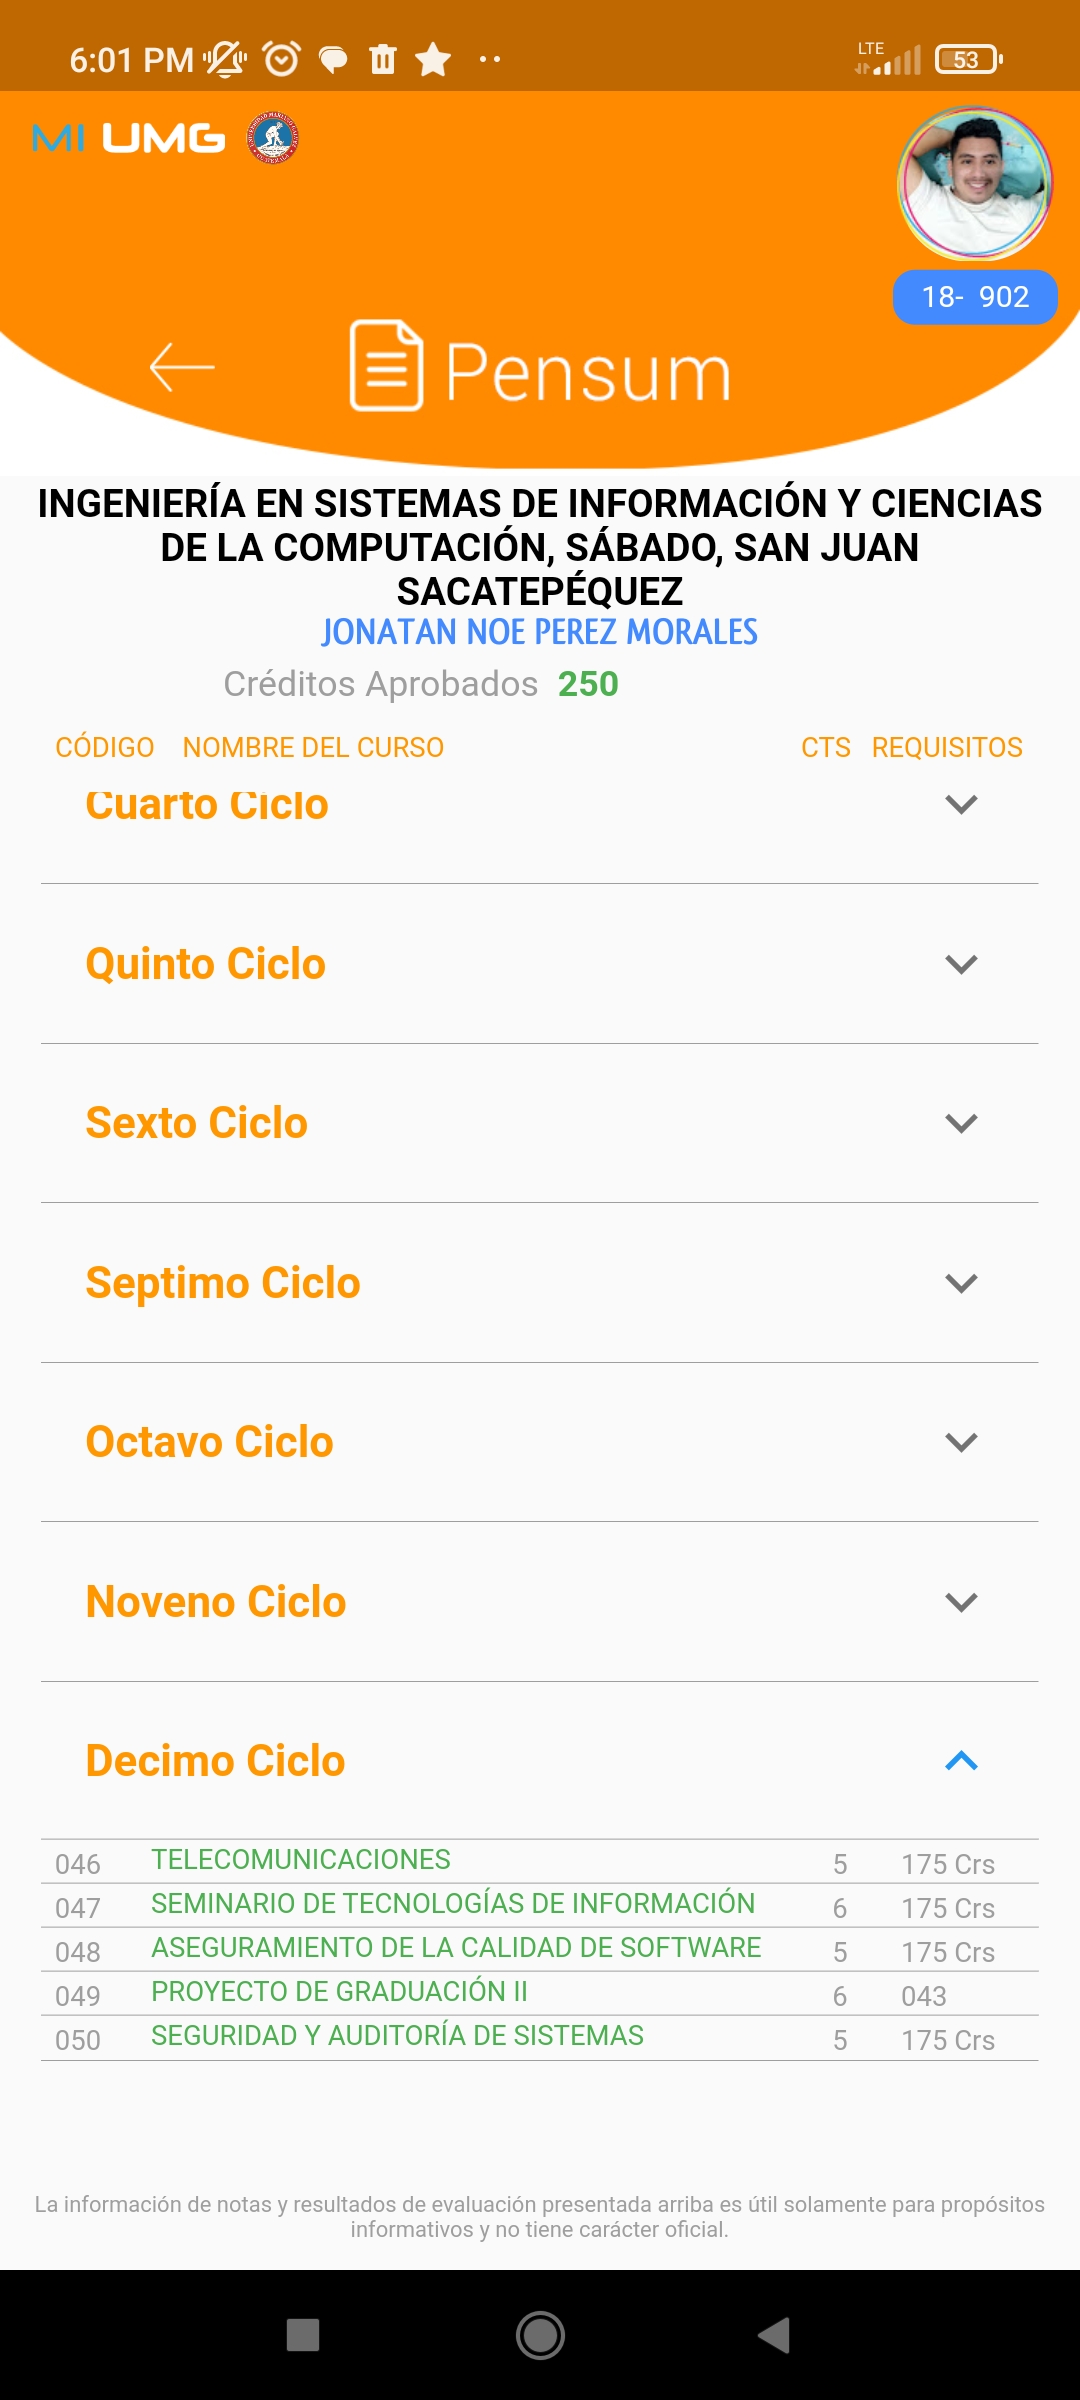 6:01 PM
LTE
53
MI UMG
18- 902
Pensum
INGENIERÍA EN SISTEMAS DE INFORMACIÓN Y CIENCIAS
DE LA COMPUTACIÓN, SÁBADO, SAN JUAN
SACATEPÉQUEZ
JONATAN NOE PEREZ MORALES
Créditos Aprobados 250
CÓDIGO NOMBRE DEL CURSO CTS REQUISITOS
Cuarto Ciclo
Quinto Ciclo
Sexto Ciclo
Septimo Ciclo
Octavo Ciclo
Noveno Ciclo
Decimo Ciclo
046 TELECOMUNICACIONES 5 175 Crs
047 SEMINARIO DE TECNOLOGÍAS DE INFORMACIÓN 6 175 Crs
048 ASEGURAMIENTO DE LA CALIDAD DE SOFTWARE 5 175 Crs
049 PROYECTO DE GRADUACIÓN II 6 043
050 SEGURIDAD Y AUDITORÍA DE SISTEMAS 5 175 Crs
La información de notas y resultados de evaluación presentada arriba es útil solamente para propósitos
informativos y no tiene carácter oficial.